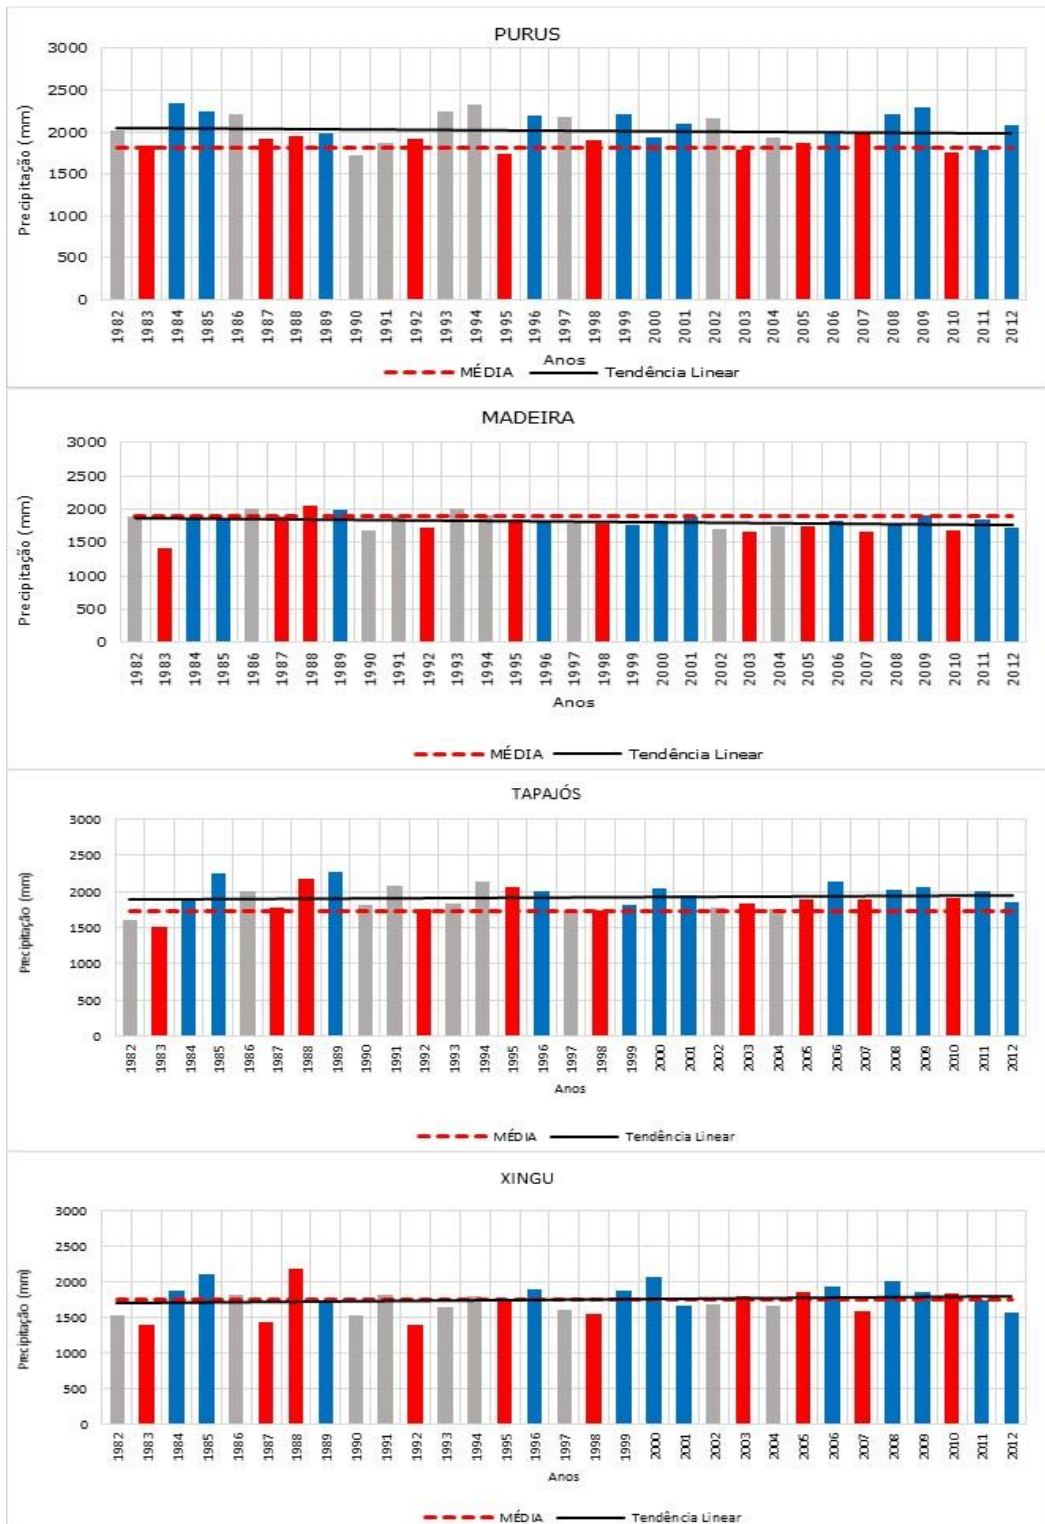 PURUS
Precipitação (mm)
3000
2500
2000
1500
1000
500
0
1982 1983 1984 1985 1986 1987 1988 1989 1990 1991 1992 1993 1994 1995 1996 1997 1998 1999 2000 2001 2002 2003 2004 2005 2006 2007 2008 2009 2010 2011 2012
Anos
MÉDIA Tendência Linear
MADEIRA
Precipitação (mm)
3000
2500
2000
1500
1000
500
0
1982 1983 1984 1985 1986 1987 1988 1989 1990 1991 1992 1993 1994 1995 1996 1997 1998 1999 2000 2001 2002 2003 2004 2005 2006 2007 2008 2009 2010 2011 2012
Anos
MÉDIA Tendência Linear
TAPAJÓS
Precipitação (mm)
3000
2500
2000
1500
1000
500
0
1982 1983 1984 1985 1986 1987 1988 1989 1990 1991 1992 1993 1994 1995 1996 1997 1998 1999 2000 2001 2002 2003 2004 2005 2006 2007 2008 2009 2010 2011 2012
Anos
MÉDIA Tendência Linear
XINGU
Precipitação (mm)
3000
2500
2000
1500
1000
500
0
1982 1983 1984 1985 1986 1987 1988 1989 1990 1991 1992 1993 1994 1995 1996 1997 1998 1999 2000 2001 2002 2003 2004 2005 2006 2007 2008 2009 2010 2011 2012
Anos
MÉDIA Tendência Linear